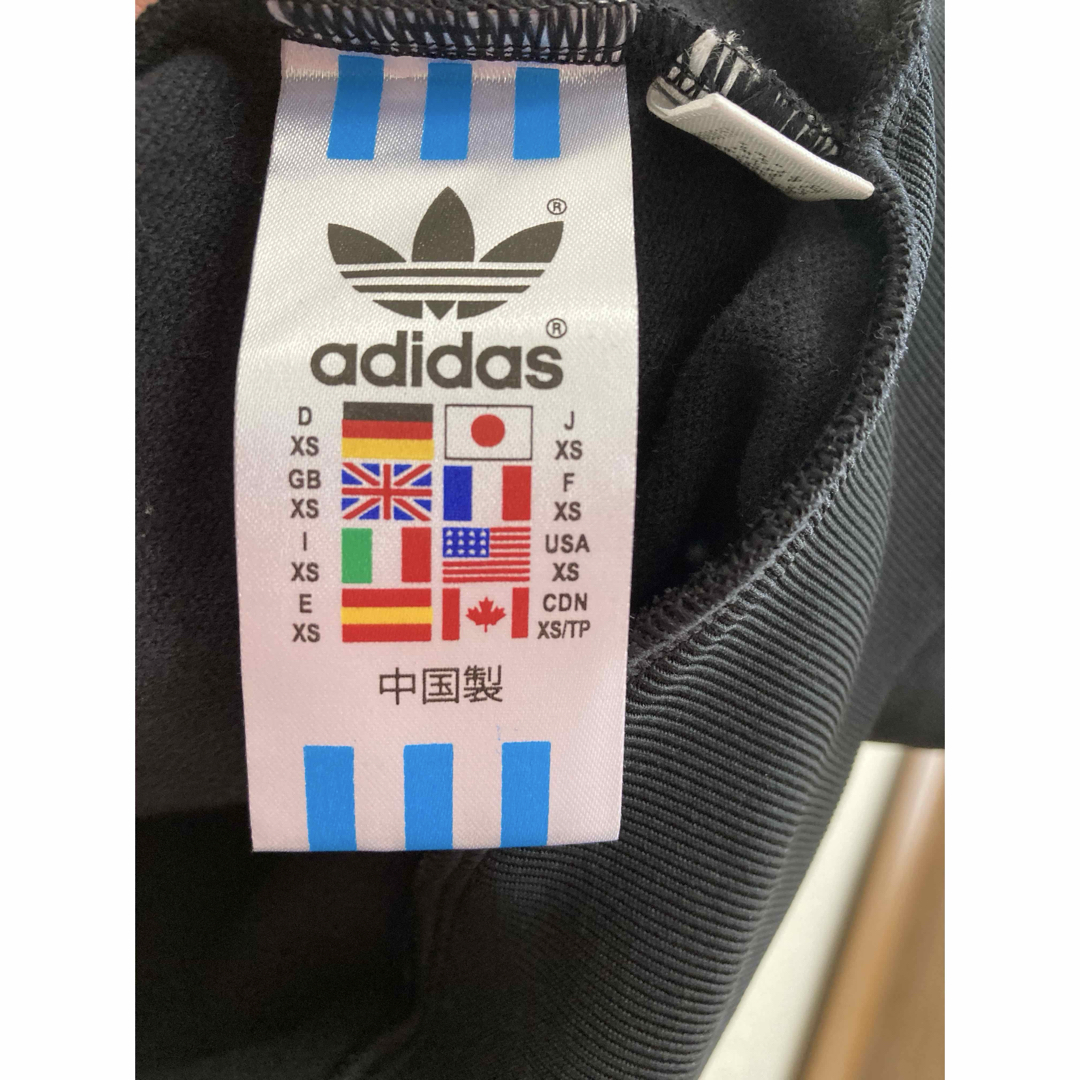 ®
adidas®
D J
XS XS
GB F
XS XS
I USA
XS XS
E CDN
XS XS/TP
中国製